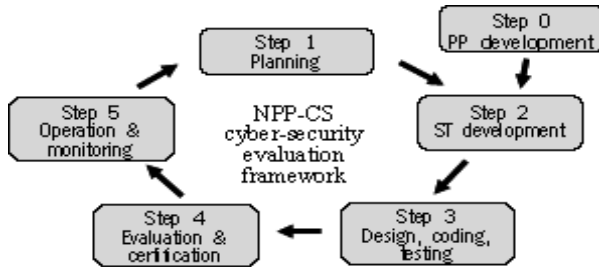 Step 0
PP development
Step 1
Planning
Step 2
ST development
Step 3
Design, coding,
testing
Step 4
Evaluation &
certification
Step 5
Operation &
monitoring
NPP-CS
cyber-security
evaluation
framework